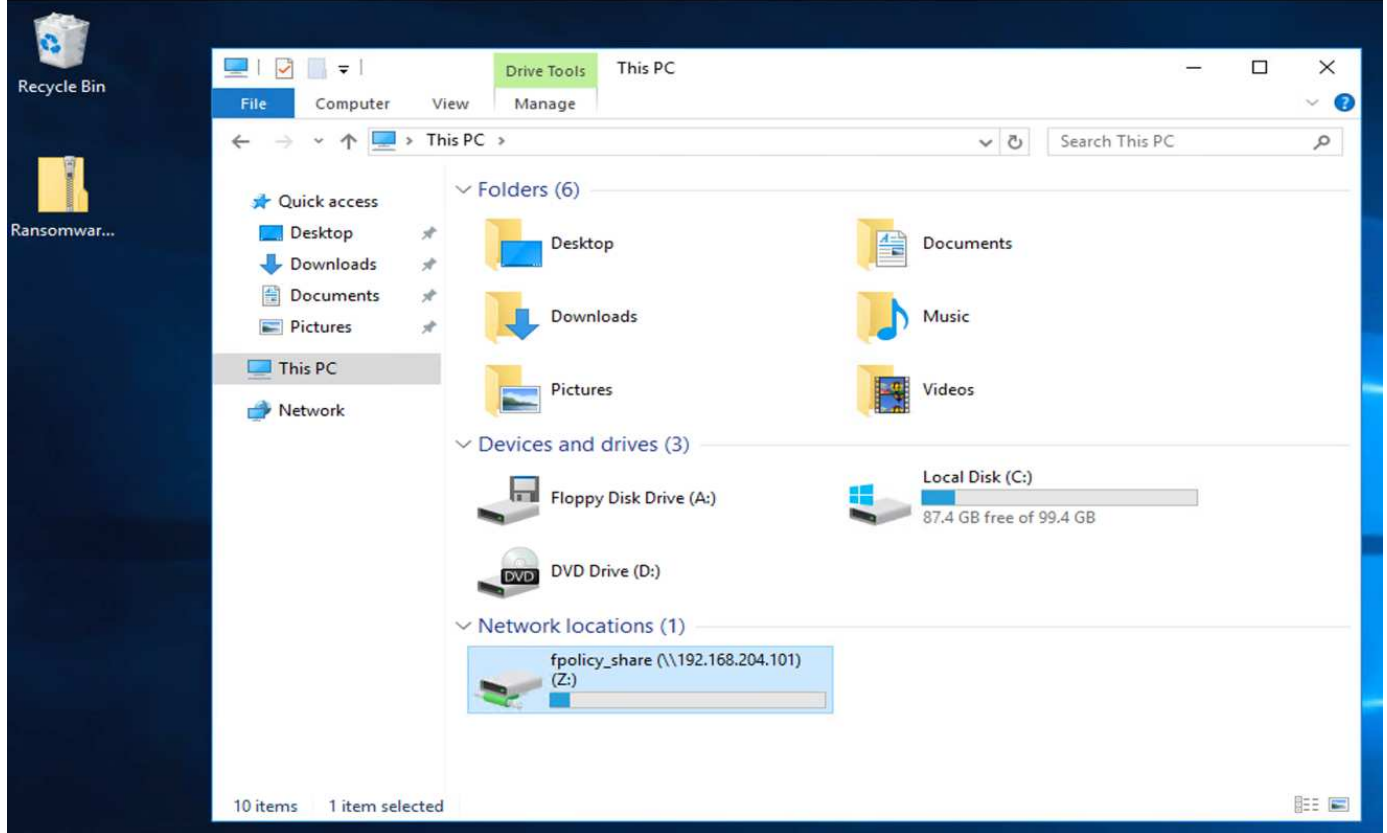 Recycle Bin
Ransomwar...
Drive Tools
This PC
File
Computer
View
Manage
This PC
Search This PC
Quick access
Desktop
Downloads
Documents
Pictures
This PC
Network
Folders (6)
Desktop
Documents
Downloads
Music
Pictures
Videos
Devices and drives (3)
Floppy Disk Drive (A:)
Local Disk (C:)
87.4 GB free of 99.4 GB
DVD
DVD Drive (D:)
Network locations (1)
fpolicy_share (\\192.168.204.101)
(Z:)
10 items
1 item selected